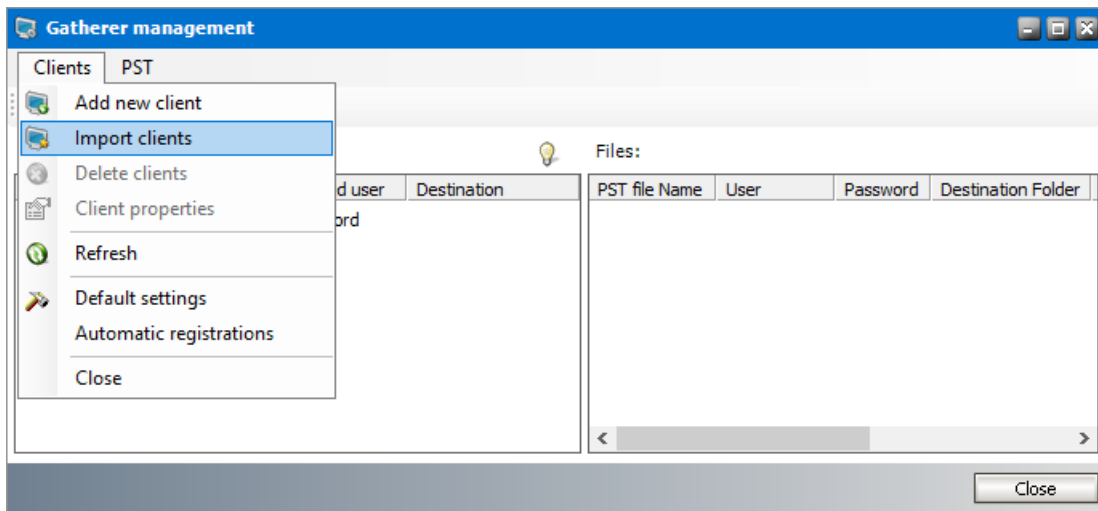 Gatherer management
Clients PST
Add new client
Import clients
Delete clients
Client properties
Refresh
Default settings
Automatic registrations
Close
Files:
d user Destination
ord
PST file Name User Password Destination Folder
Close